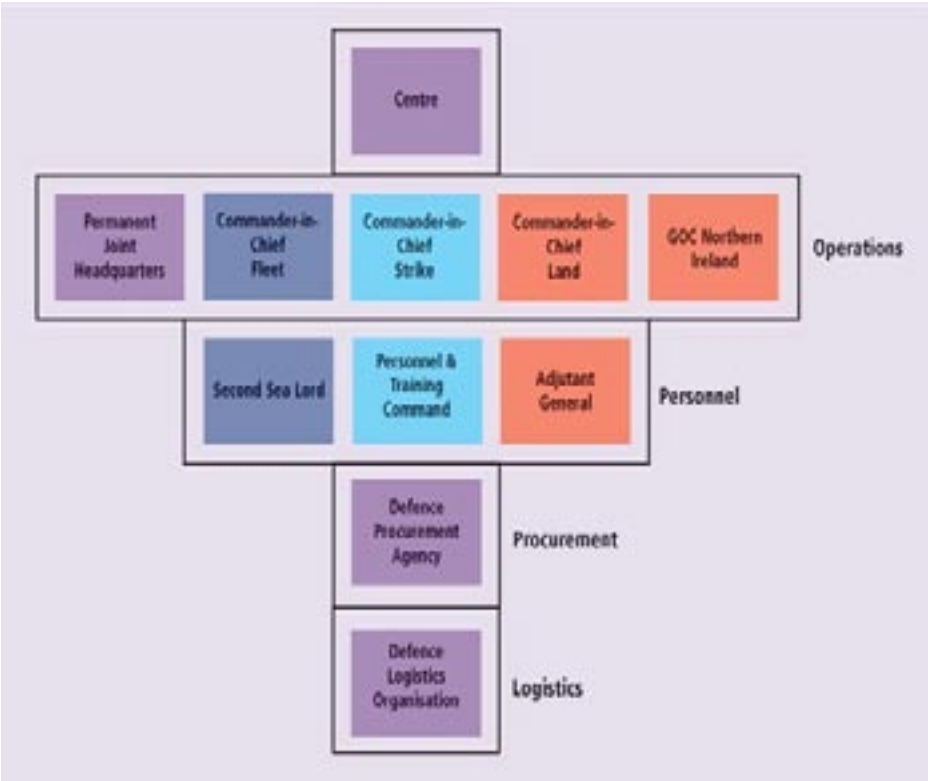 Centre
Permanent
Joint
Headquarters
Commander-in-
Chief
Fleet
Commander-in-
Chief
Strike
Commander-in-
Chief
Land
GOC Northern
Ireland
Operations
Second Sea Lord
Personnel &
Training
Command
Adjutant
General
Personnel
Defence
Procurement
Agency
Procurement
Defence
Logistics
Organisation
Logistics